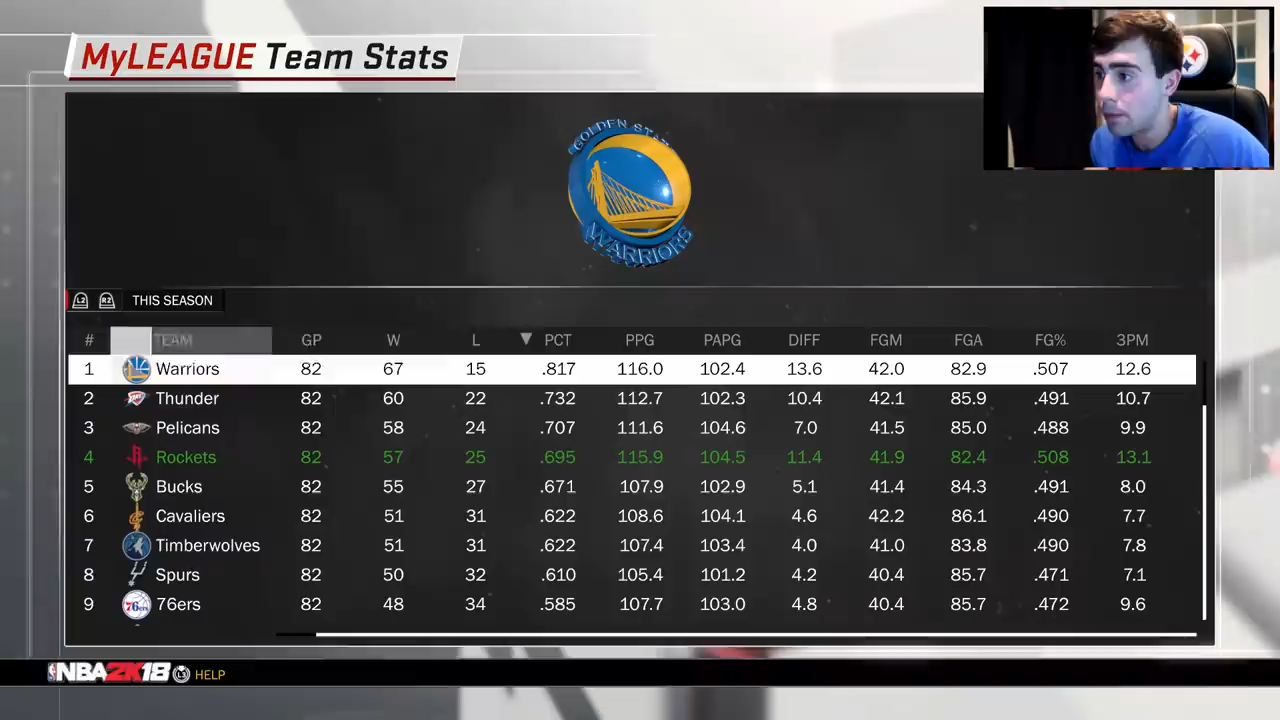 MyLEAGUE Team Stats
GOLDEN STATE
WARRIORS
L2 R2 THIS SEASON
# TEAM GP W L ▼ PCT PPG PAPG DIFF FGM FGA FG% 3PM
1 Warriors 82 67 15 .817 116.0 102.4 13.6 42.0 82.9 .507 12.6
2 Thunder 82 60 22 .732 112.7 102.3 10.4 42.1 85.9 .491 10.7
3 Pelicans 82 58 24 .707 111.6 104.6 7.0 41.5 85.0 .488 9.9
4 Rockets 82 57 25 .695 115.9 104.5 11.4 41.9 82.4 .508 13.1
5 Bucks 82 55 27 .671 107.9 102.9 5.1 41.4 84.3 .491 8.0
6 Cavaliers 82 51 31 .622 108.6 104.1 4.6 42.2 86.1 .490 7.7
7 Timberwolves 82 51 31 .622 107.4 103.4 4.0 41.0 83.8 .490 7.8
8 Spurs 82 50 32 .610 105.4 101.2 4.2 40.4 85.7 .471 7.1
9 76ers 82 48 34 .585 107.7 103.0 4.8 40.4 85.7 .472 9.6
NBA2K18 HELP